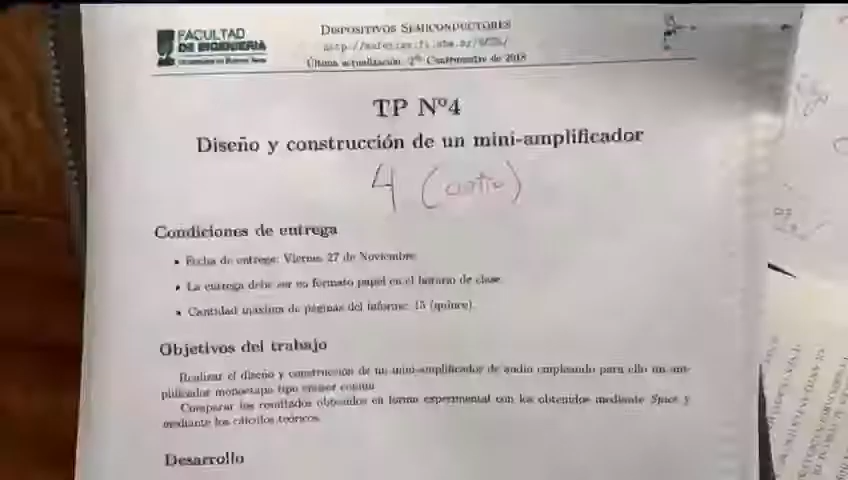 FACULTAD
DE INGENIERIA
DISPOSITIVOS SEMICONDUCTORES
Última actualización: 2do Cuatrimestre de 2018
TP Nº4
Diseño y construcción de un mini-amplificador
4 (cuatro)
Condiciones de entrega
• Fecha de entrega: Viernes 27 de Noviembre
• La entrega debe ser en formato papel en el horario de clase.
• Cantidad máxima de páginas del informe: 15 (quince).
Objetivos del trabajo
Realizar el diseño y construcción de un mini-amplificador de audio empleando para ello un am-
plificador monoetapa tipo emisor común
Comparar los resultados obtenidos en forma experimental con los obtenidos mediante Spice y
mediante los cálculos teóricos.
Desarrollo